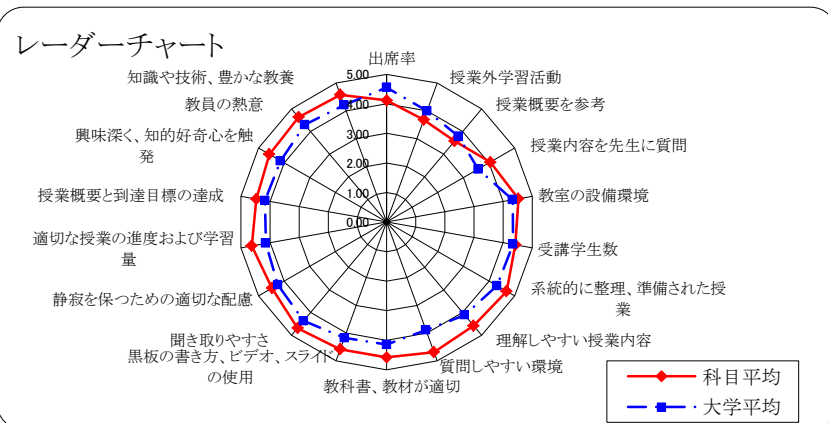 レーダーチャート
出席率
授業外学習活動
授業概要を参考
授業内容を先生に質問
教室の設備環境
受講学生数
系統的に整理、準備された授
業
理解しやすい授業内容
質問しやすい環境
教科書、教材が適切
黒板の書き方、ビデオ、スライド
の使用
聞き取りやすさ
静寂を保つための適切な配慮
適切な授業の進度および学習
量
授業概要と到達目標の達成
興味深く、知的好奇心を触
発
教員の熱意
知識や技術、豊かな教養
5.00
4.00
3.00
2.00
1.00
0.00
科目平均
大学平均